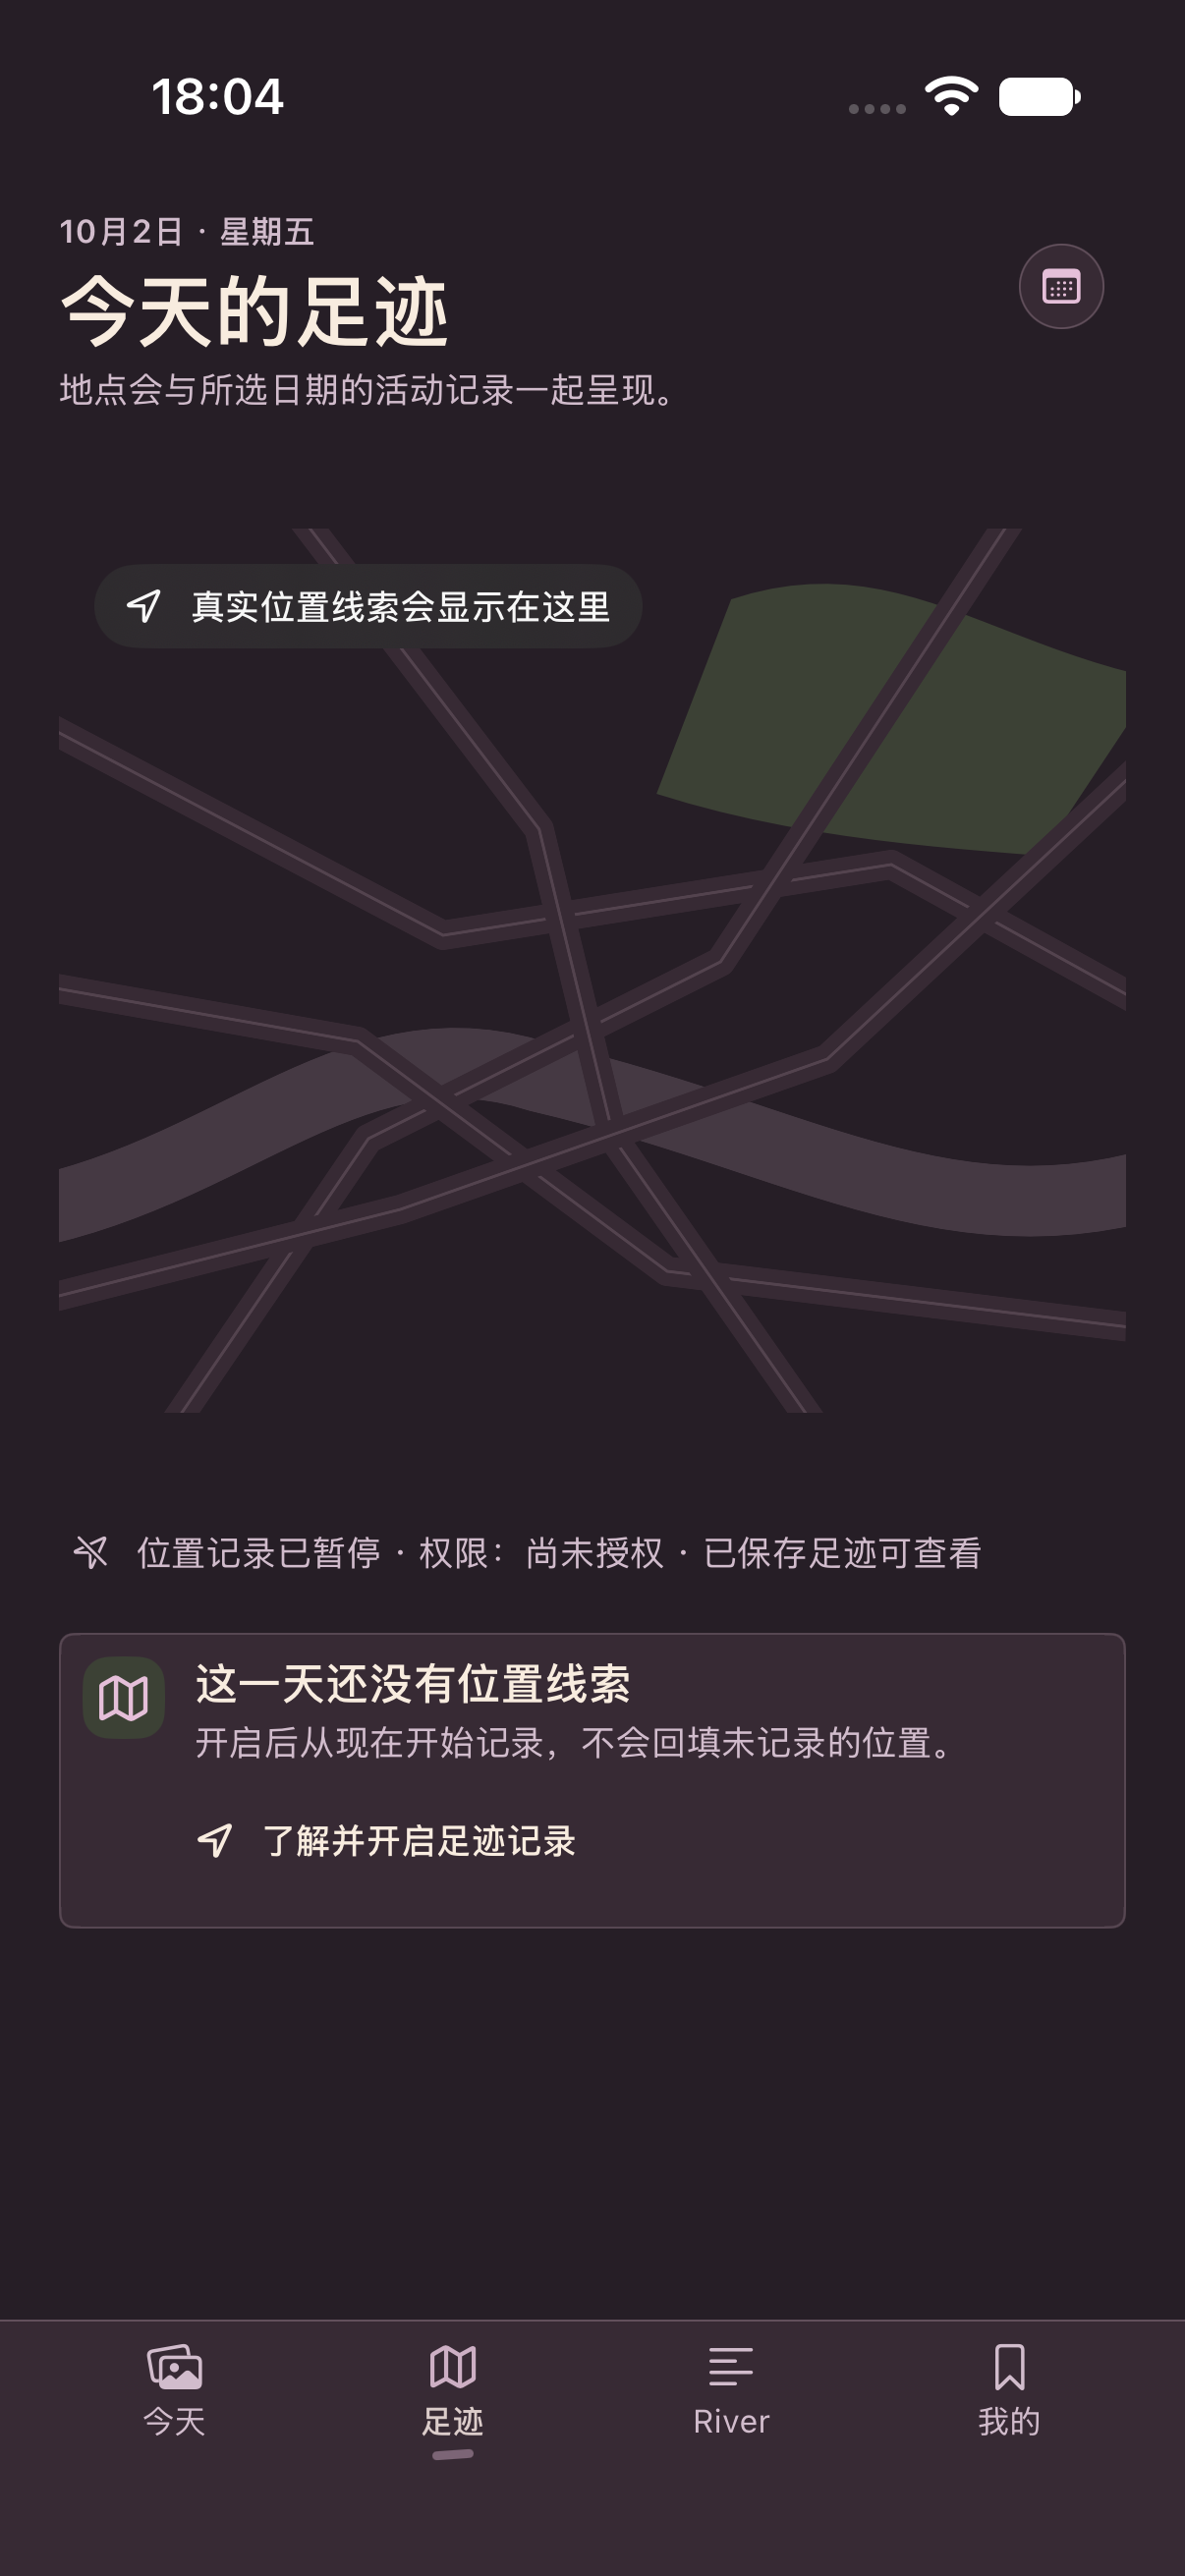 18:04
10月2日 · 星期五
今天的足迹
地点会与所选日期的活动记录一起呈现。
真实位置线索会显示在这里
位置记录已暂停 · 权限：尚未授权 · 已保存足迹可查看
这一天还没有位置线索
开启后从现在开始记录，不会回填未记录的位置。
了解并开启足迹记录
今天
足迹
River
我的